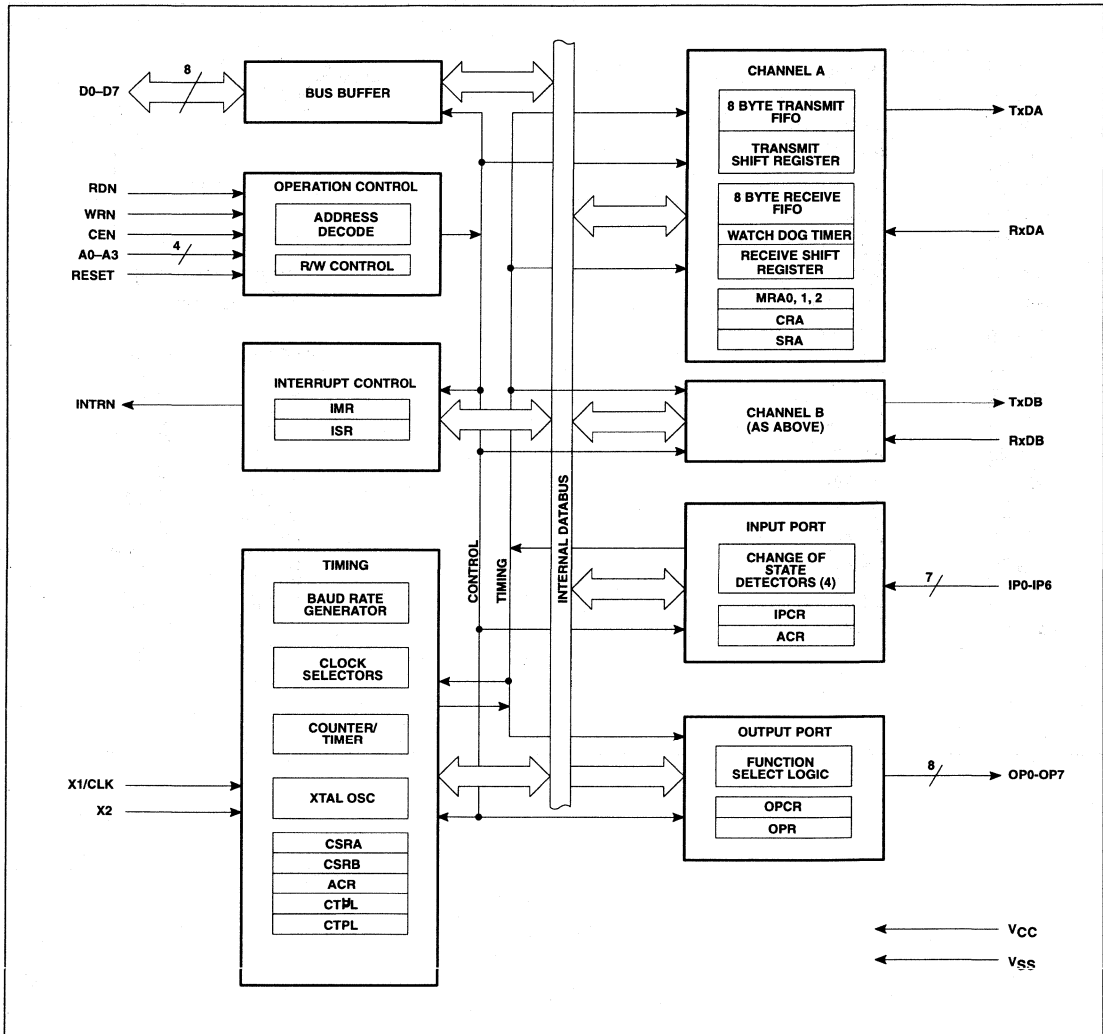 D0–D7
8
BUS BUFFER
RDN
WRN
CEN
A0–A3
4
RESET
OPERATION CONTROL
ADDRESS
DECODE
R/W CONTROL
INTRN
INTERRUPT CONTROL
IMR
ISR
TIMING
BAUD RATE
GENERATOR
CLOCK
SELECTORS
COUNTER/
TIMER
XTAL OSC
CSRA
CSRB
ACR
CTPL
X1/CLK
X2
CONTROL
TIMING
INTERNAL DATABUS
CHANNEL A
8 BYTE TRANSMIT
FIFO
TRANSMIT
SHIFT REGISTER
8 BYTE RECEIVE
FIFO
WATCH DOG TIMER
RECEIVE SHIFT
REGISTER
MRA0, 1, 2
CRA
SRA
TxDA
RxDA
CHANNEL B
(AS ABOVE)
TxDB
RxDB
INPUT PORT
CHANGE OF
STATE
DETECTORS (4)
IPCR
ACR
7
IP0-IP6
OUTPUT PORT
FUNCTION
SELECT LOGIC
OPCR
OPR
8
OP0-OP7
VCC
VSS